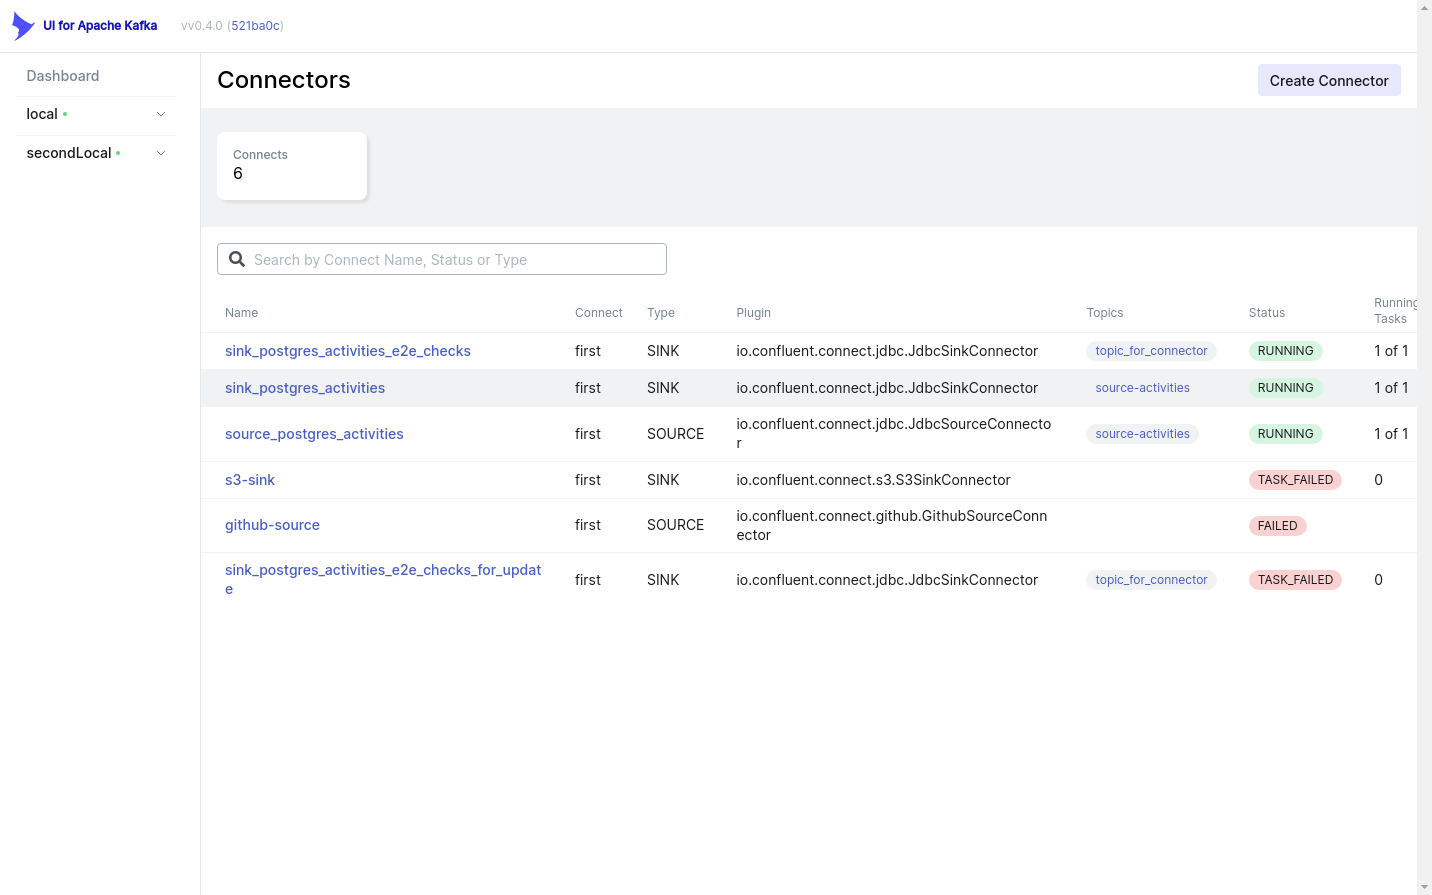 UI for Apache Kafka vv0.4.0 (521ba0c)
Dashboard
local
secondLocal
Connectors
Create Connector
Connects
6
Search by Connect Name, Status or Type
Name Connect Type Plugin Topics Status Running
Tasks
sink_postgres_activities_e2e_checks first SINK io.confluent.connect.jdbc.JdbcSinkConnector topic_for_connector RUNNING 1 of 1
sink_postgres_activities first SINK io.confluent.connect.jdbc.JdbcSinkConnector source-activities RUNNING 1 of 1
source_postgres_activities first SOURCE io.confluent.connect.jdbc.JdbcSourceConnecto
r source-activities RUNNING 1 of 1
s3-sink first SINK io.confluent.connect.s3.S3SinkConnector TASK_FAILED 0
github-source first SOURCE io.confluent.connect.github.GithubSourceConn
ector FAILED
sink_postgres_activities_e2e_checks_for_updat
e first SINK io.confluent.connect.jdbc.JdbcSinkConnector topic_for_connector TASK_FAILED 0